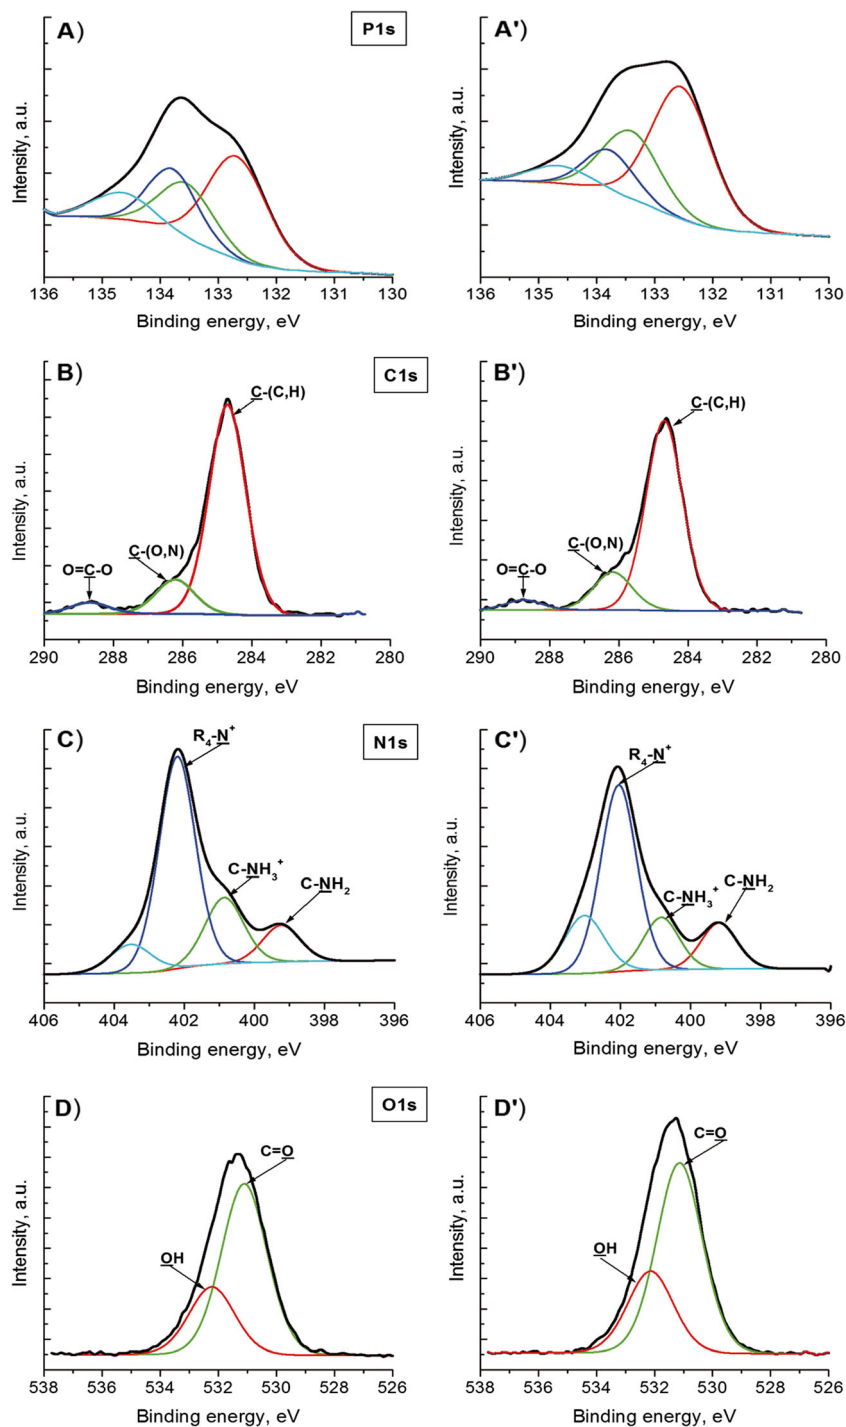 A) P1s A')
Intensity, a.u. Intensity, a.u.
136 135 134 133 132 131 130 136 135 134 133 132 131 130
Binding energy, eV Binding energy, eV
B) C1s B')
C-(C,H) C-(C,H)
Intensity, a.u. Intensity, a.u.
C-(O,N) C-(O,N)
O=C-O O=C-O
290 288 286 284 282 280 290 288 286 284 282 280
Binding energy, eV Binding energy, eV
C) N1s C')
R₄-N⁺ R₄-N⁺
Intensity, a.u. Intensity, a.u.
C-NH₃⁺ C-NH₂ C-NH₃⁺ C-NH₂
406 404 402 400 398 396 406 404 402 400 398 396
Binding energy, eV Binding energy, eV
D) O1s D')
C=O C=O
Intensity, a.u. Intensity, a.u.
OH OH
538 536 534 532 530 528 526 538 536 534 532 530 528 526
Binding energy, eV Binding energy, eV